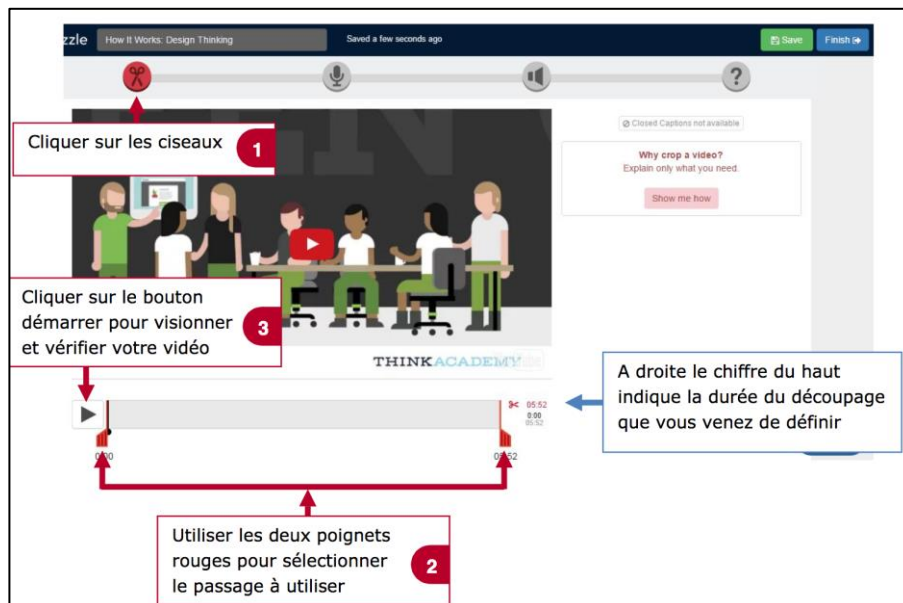 zzle
How It Works: Design Thinking
Saved a few seconds ago
Save
Finish
?
Cliquer sur les ciseaux
1
Closed Captions not available
Why crop a video?
Explain only what you need.
Show me how
Cliquer sur le bouton
démarrer pour visionner
et vérifier votre vidéo
3
THINKACADEMY
A droite le chiffre du haut
indique la durée du découpage
que vous venez de définir
05:52
0:00
05:52
Utiliser les deux poignets
rouges pour sélectionner
le passage à utiliser
2